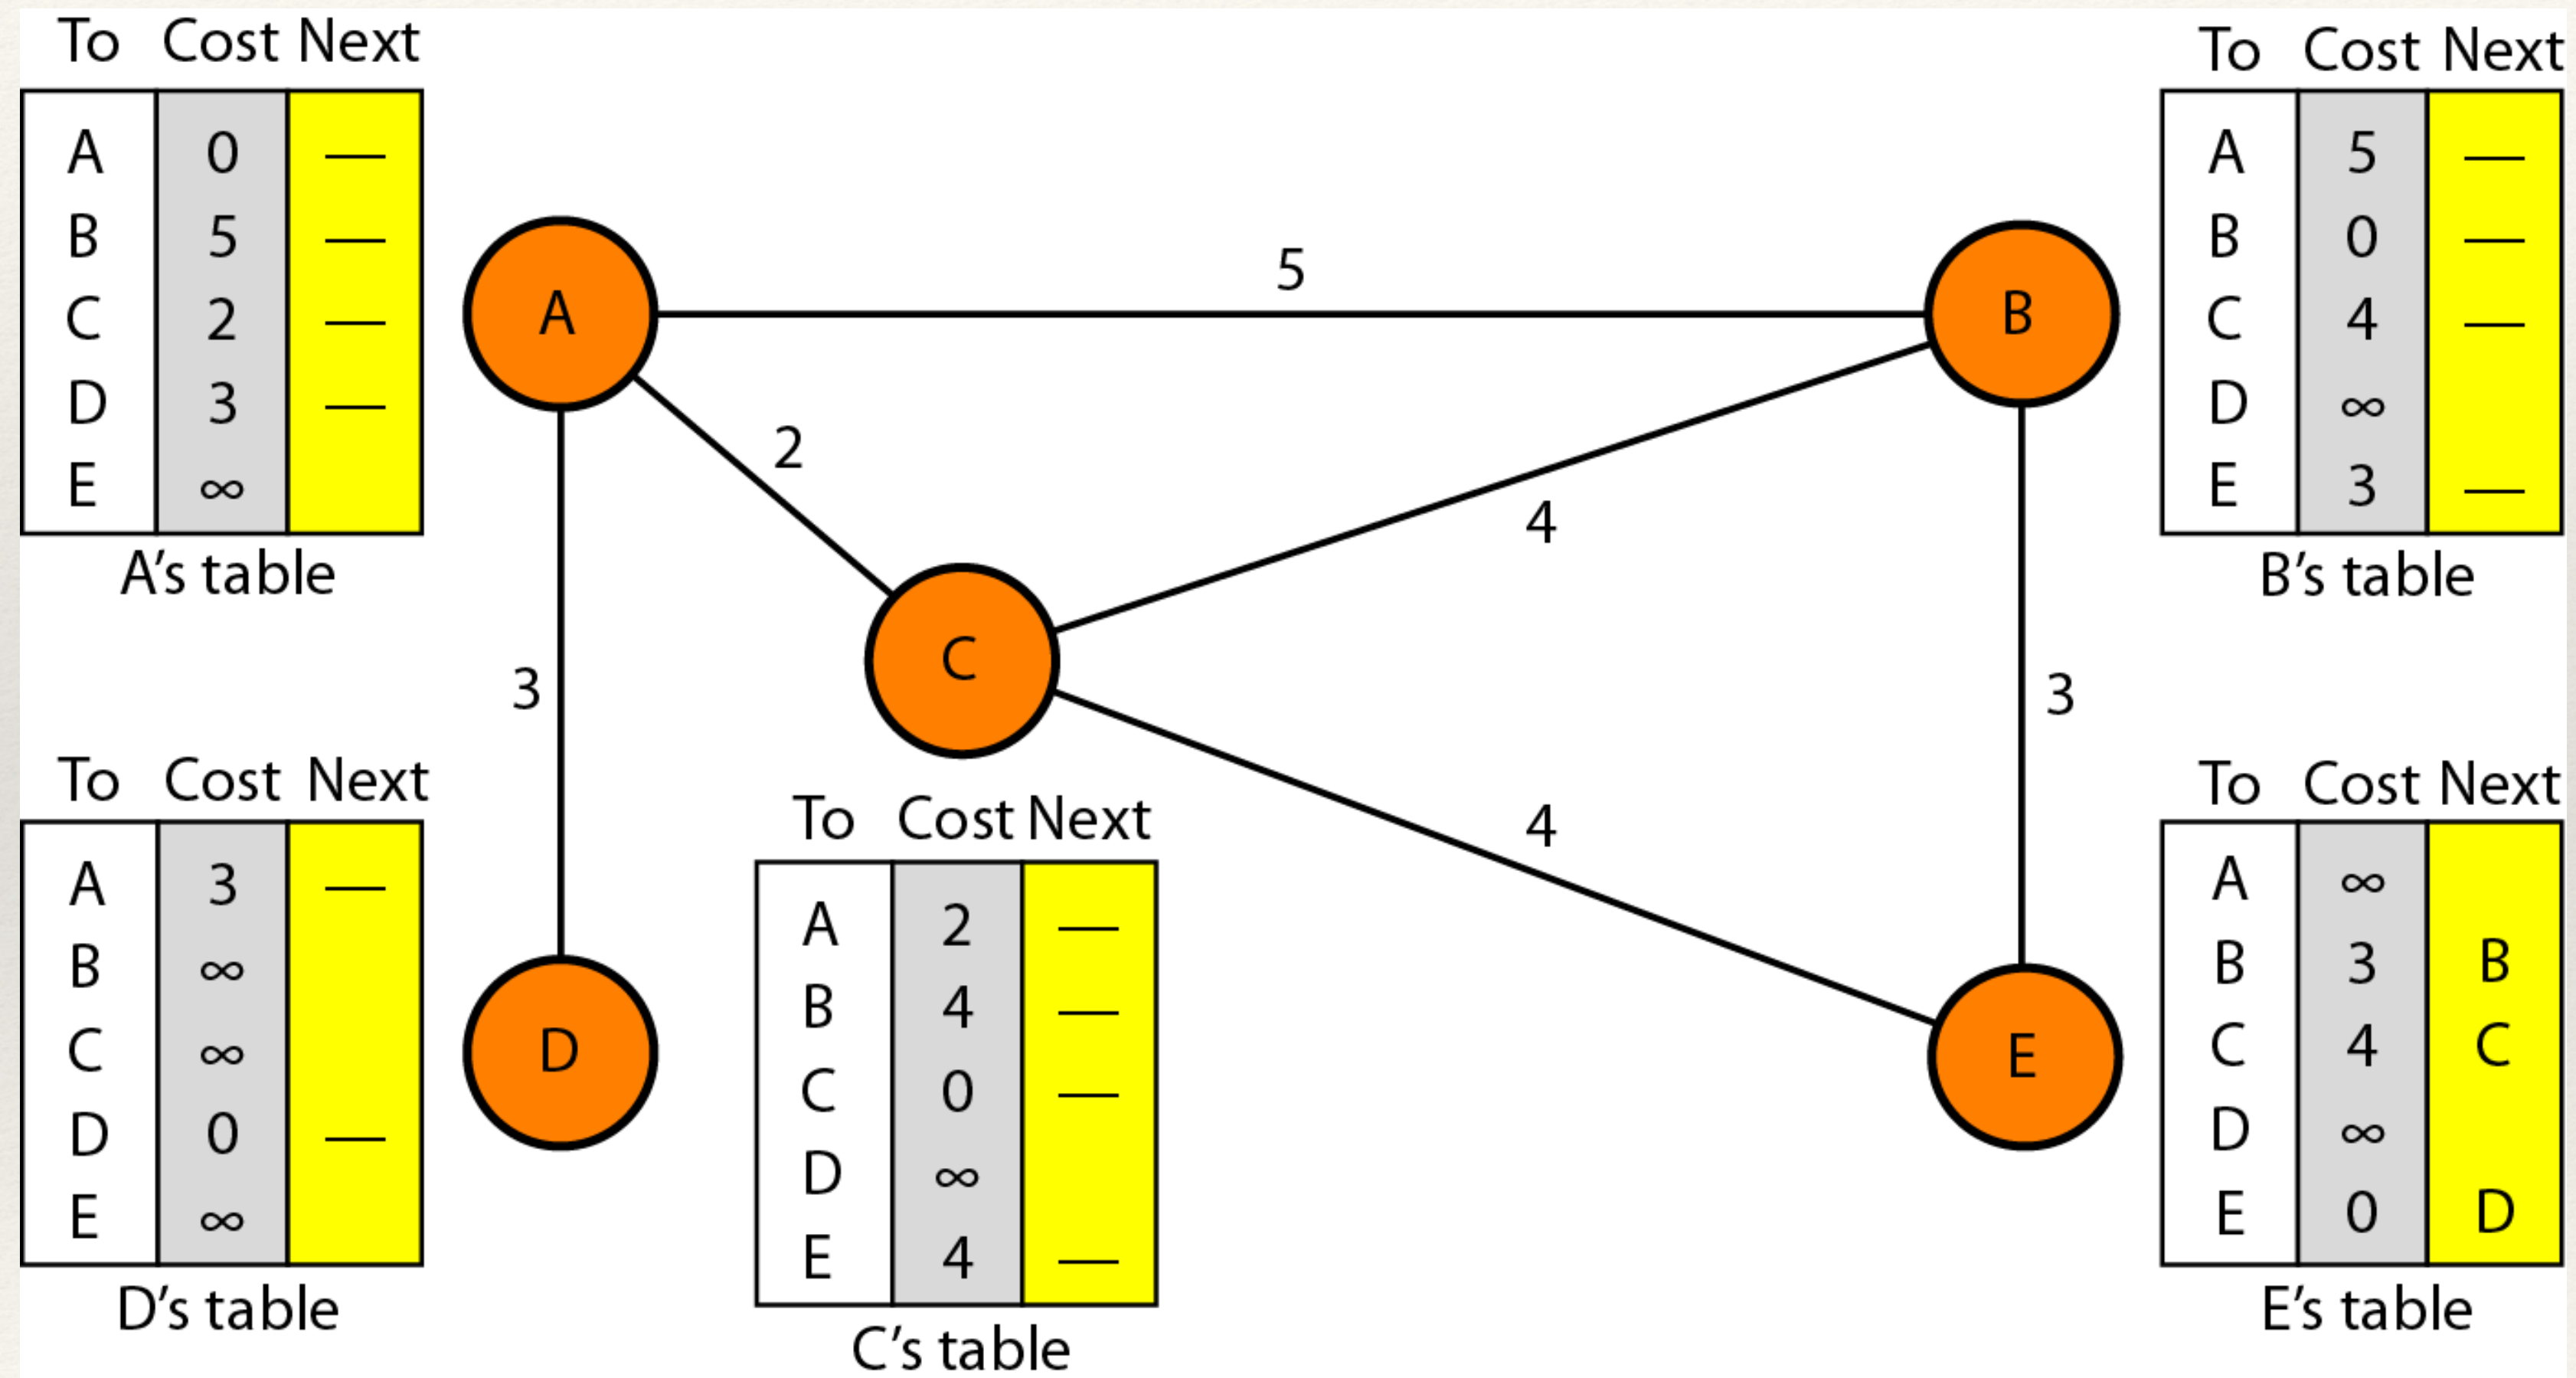 To Cost Next
A 0 —
B 5 —
C 2 —
D 3 —
E ∞
A’s table
To Cost Next
A 5 —
B 0 —
C 4 —
D ∞
E 3 —
B’s table
A
5
B
2
4
C
3
3
4
D
E
To Cost Next
A 3 —
B ∞
C ∞
D 0 —
E ∞
D’s table
To Cost Next
A 2 —
B 4 —
C 0 —
D ∞
E 4 —
C’s table
To Cost Next
A ∞
B 3 B
C 4 C
D ∞
E 0 D
E’s table